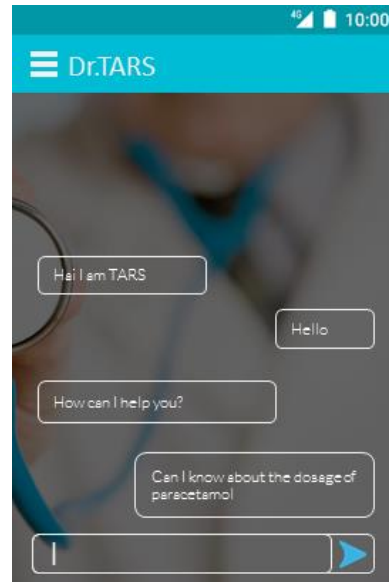 4G 10:00
Dr.TARS
Hai I am TARS
Hello
How can I help you?
Can I know about the dosage of
paracetamol